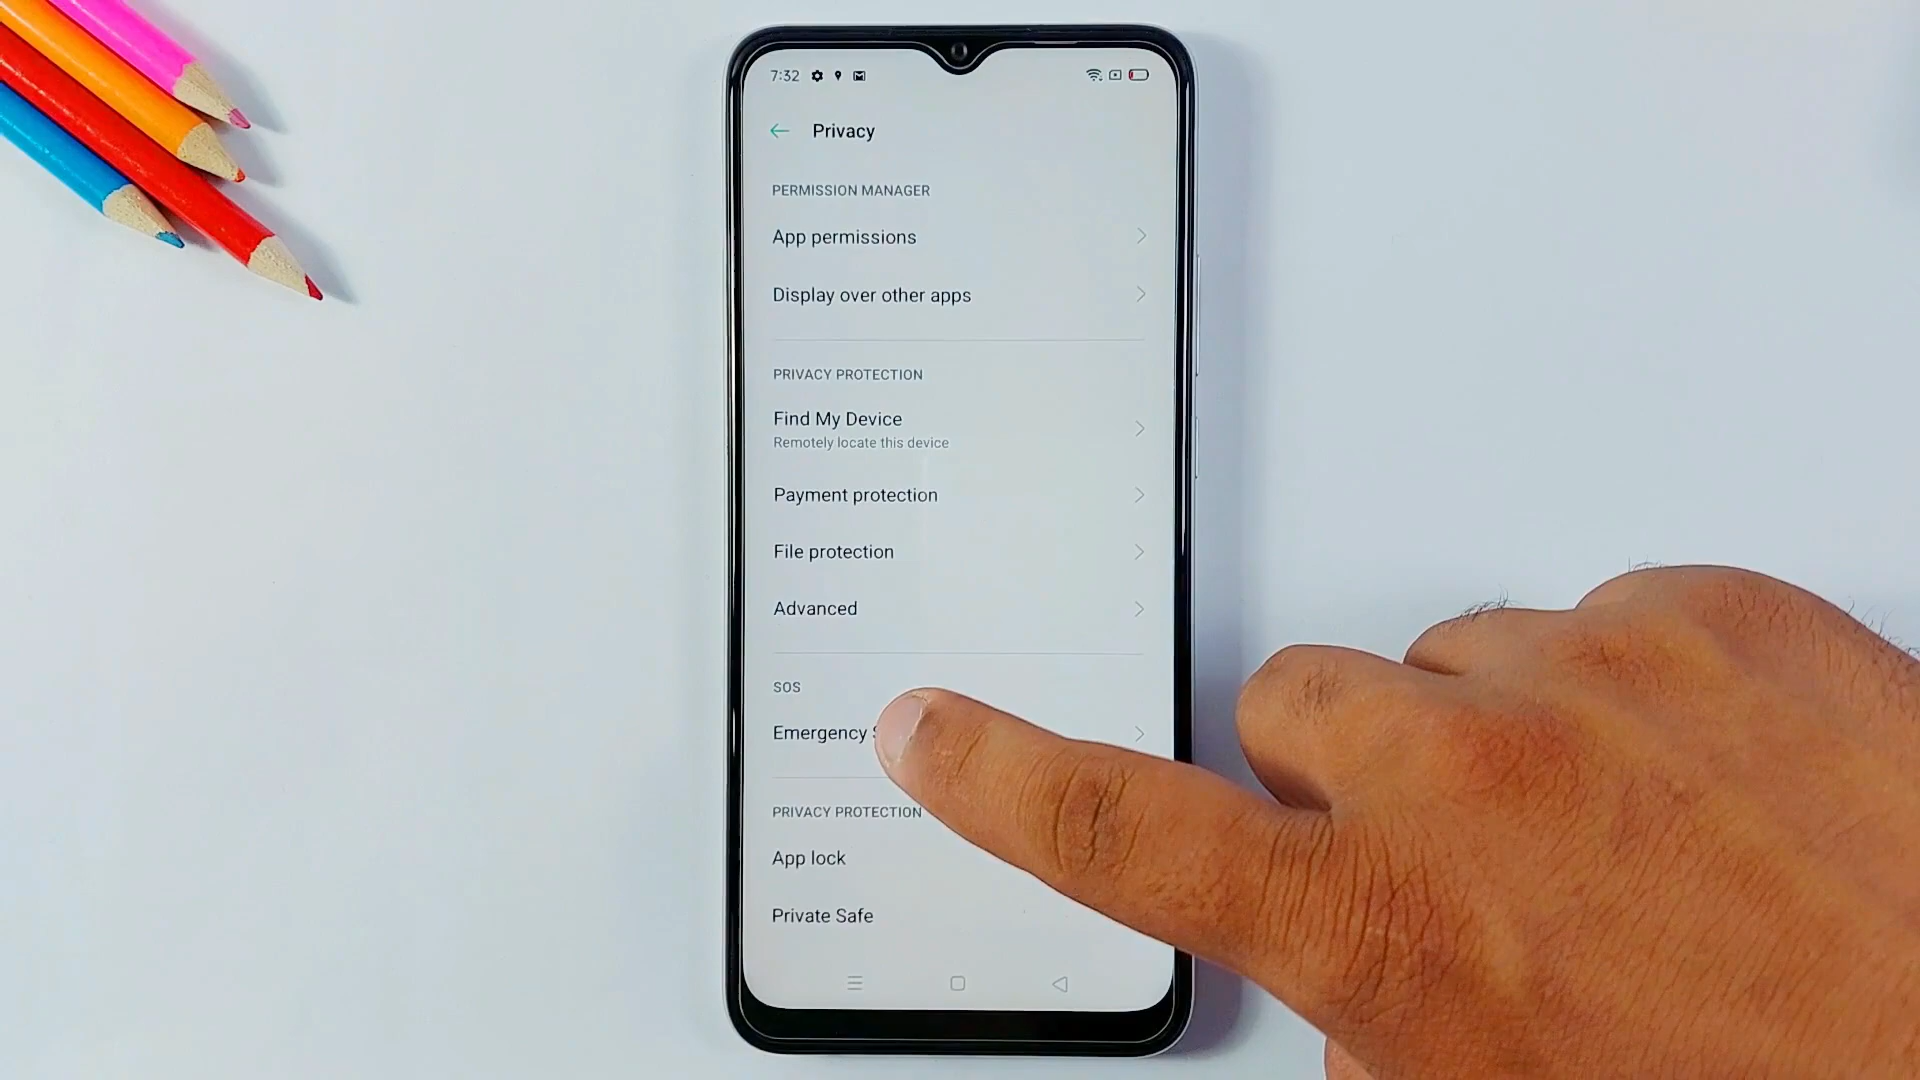 7:32
Privacy
PERMISSION MANAGER
App permissions
Display over other apps
PRIVACY PROTECTION
Find My Device
Remotely locate this device
Payment protection
File protection
Advanced
SOS
Emergency
PRIVACY PROTECTION
App lock
Private Safe